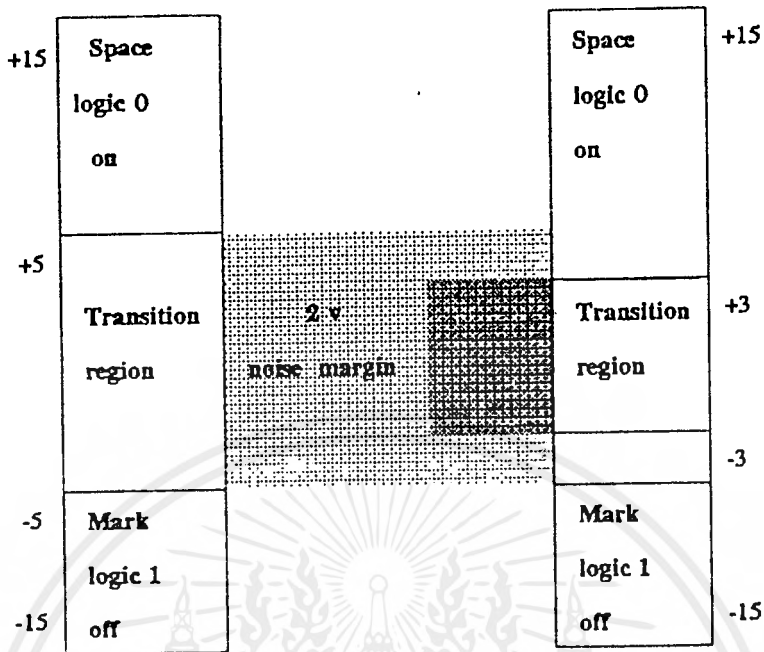 +15
Space
logic 0
on
+5
Transition
region
-5
Mark
logic 1
-15
off
2 v
noise margin
Space
+15
logic 0
on
Transition
+3
region
-3
Mark
logic 1
off
-15